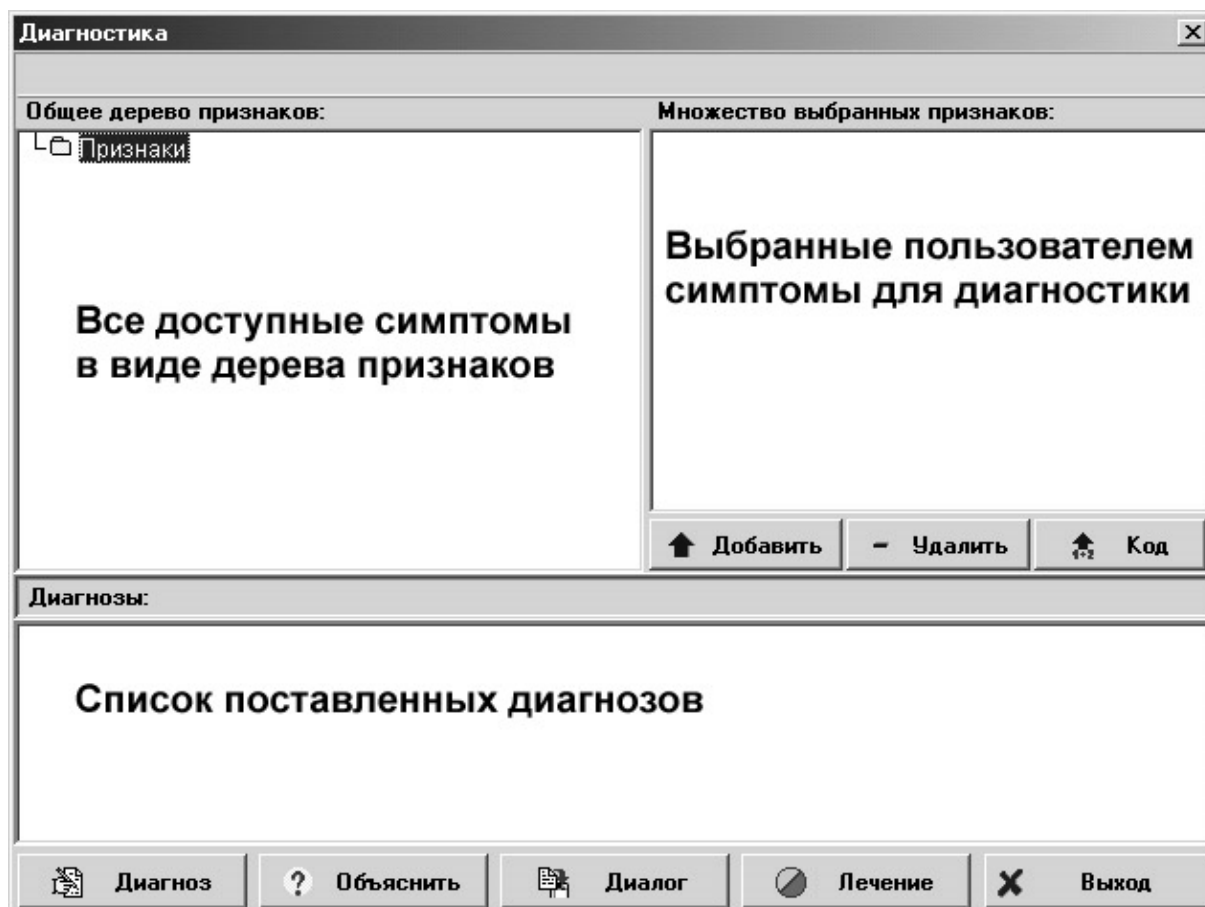 Диагностика
Общее дерево признаков:
Признаки
Все доступные симптомы
в виде дерева признаков
Множество выбранных признаков:
Выбранные пользователем
симптомы для диагностики
Добавить
Удалить
Код
Диагнозы:
Список поставленных диагнозов
Диагноз
? Объяснить
Диалог
Лечение
Выход